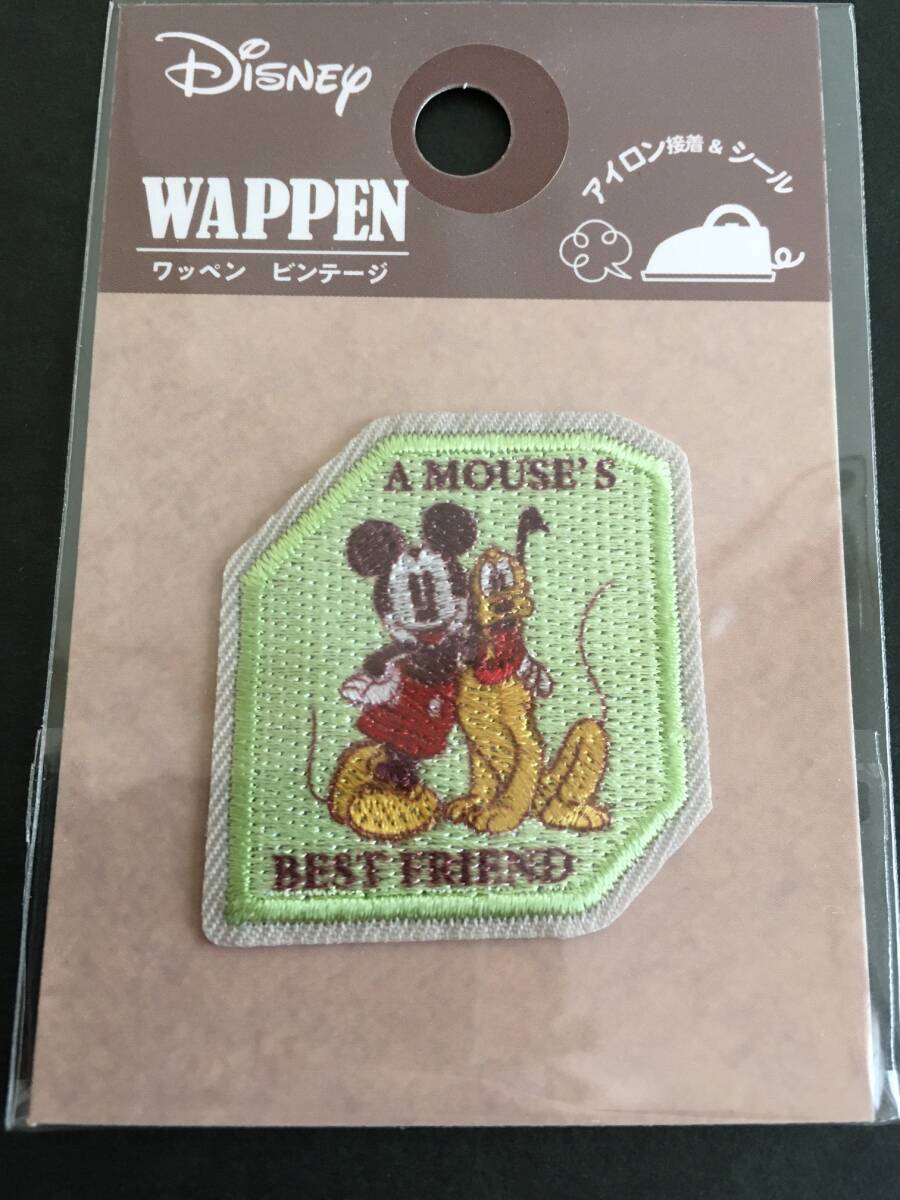 Disney
WAPPEN
ワッペン ビンテージ
アイロン接着 & シール
A MOUSE'S
BEST FRIEND